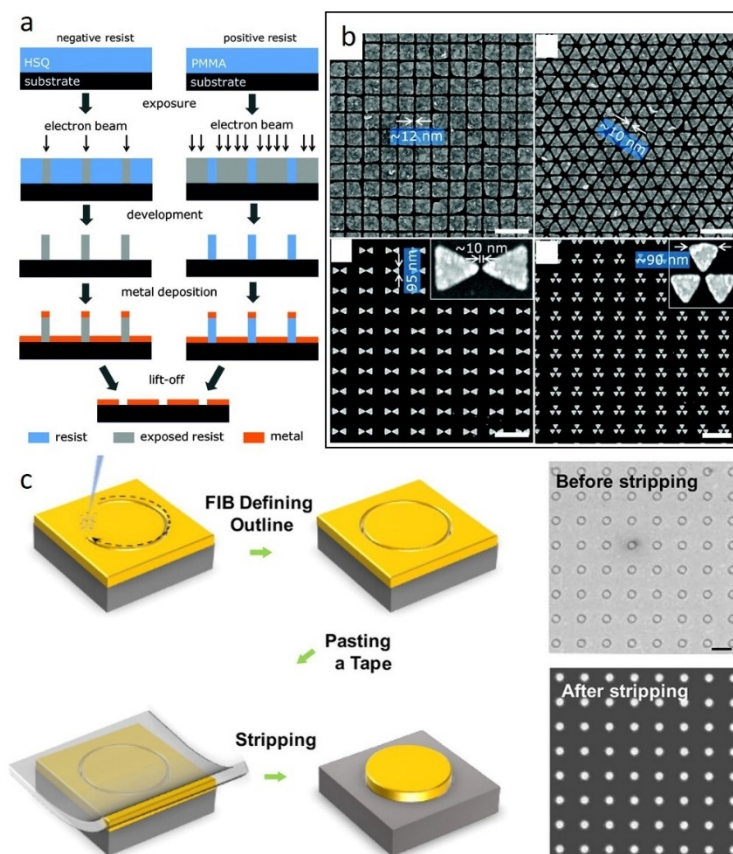 a
negative resist
positive resist
HSQ
PMMA
substrate
substrate
exposure
electron beam
electron beam
development
metal deposition
lift-off
resist
exposed resist
metal
b
~12 nm
~10 nm
95 nm
~10 nm
~90 nm
c
FIB Defining
Outline
Pasting
a Tape
Stripping
Before stripping
After stripping